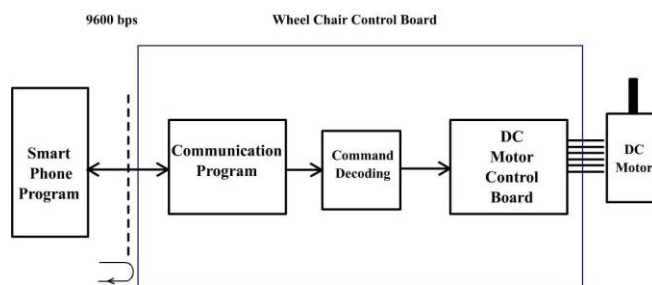 9600 bps
Wheel Chair Control Board
Smart
Phone
Program
Communication
Program
Command
Decoding
DC
Motor
Control
Board
DC
Motor